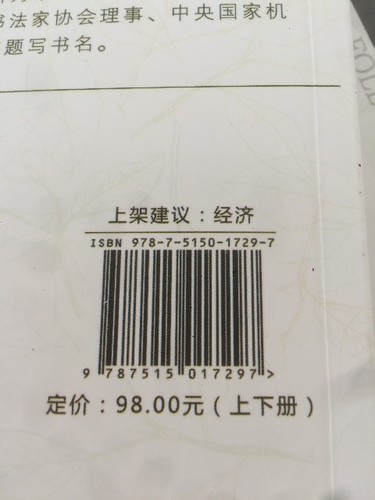 书法家协会理事、中央国家机
题写书名。
上架建议：经济
ISBN 978-7-5150-1729-7
9 787515 017297>
定价：98.00元（上下册）
FOLD